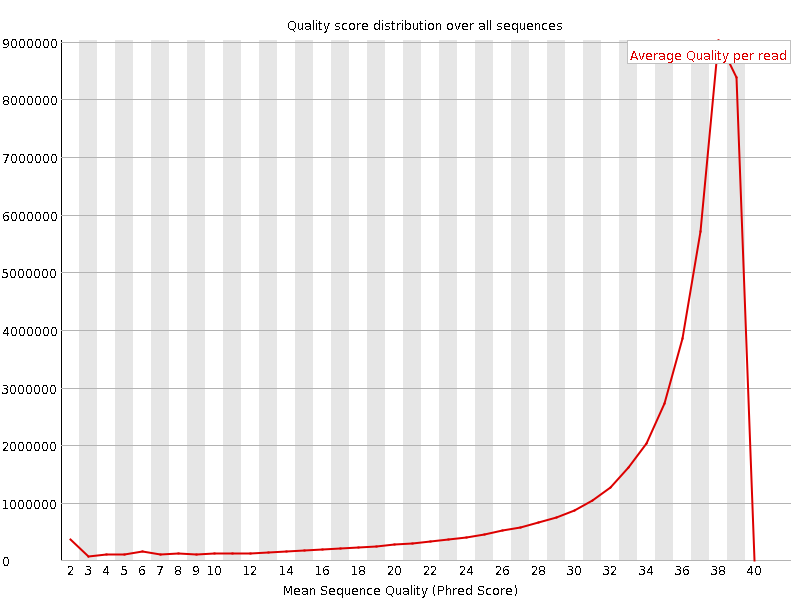 Quality score distribution over all sequences
Average Quality per read
9000000
8000000
7000000
6000000
5000000
4000000
3000000
2000000
1000000
0
2 3 4 5 6 7 8 9 10 12 14 16 18 20 22 24 26 28 30 32 34 36 38 40
Mean Sequence Quality (Phred Score)